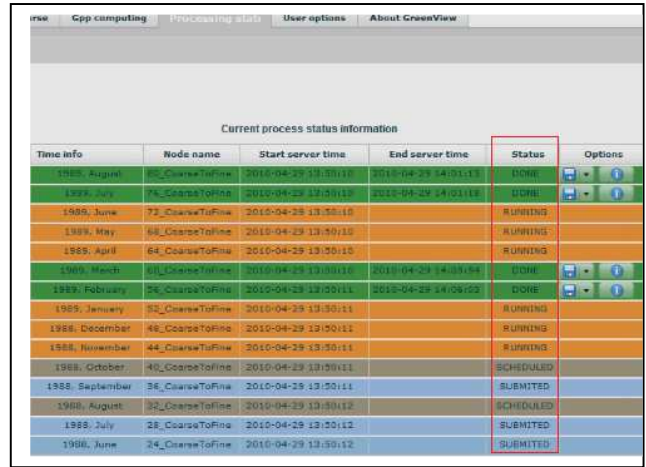 Gpp computing Processing stati User options About GreenView
Current process status information
Time info Node name Start server time End server time Status Options
1989, August 80_CoarseToFine 2010-04-29 13:50:10 2010-04-29 14:01:13 DONE
1989, July 76_CoarseToFine 2010-04-29 13:50:10 2010-04-29 14:01:18 DONE
1989, June 72_CoarseToFine 2010-04-29 13:50:10 RUNNING
1989, May 68_CoarseToFine 2010-04-29 13:50:10 RUNNING
1989, April 64_CoarseToFine 2010-04-29 13:50:10 RUNNING
1989, March 60_CoarseToFine 2010-04-29 13:50:10 2010-04-29 DONE
1989, February 56_CoarseToFine 2010-04-29 13:50:11 2010-04-29 DONE
1989, January 52_CoarseToFine 2010-04-29 13:50:11 RUNNING
1988, December 48_CoarseToFine 2010-04-29 13:50:11 RUNNING
1988, November 44_CoarseToFine 2010-04-29 13:50:11 RUNNING
1988, October 40_CoarseToFine 2010-04-29 13:50:11 SCHEDULED
1988, September 36_CoarseToFine 2010-04-29 13:50:11 SUBMITED
1988, August 32_CoarseToFine 2010-04-29 13:50:12 SCHEDULED
1988, July 28_CoarseToFine 2010-04-29 13:50:12 SUBMITED
1988, June 24_CoarseToFine 2010-04-29 13:50:12 SUBMITED